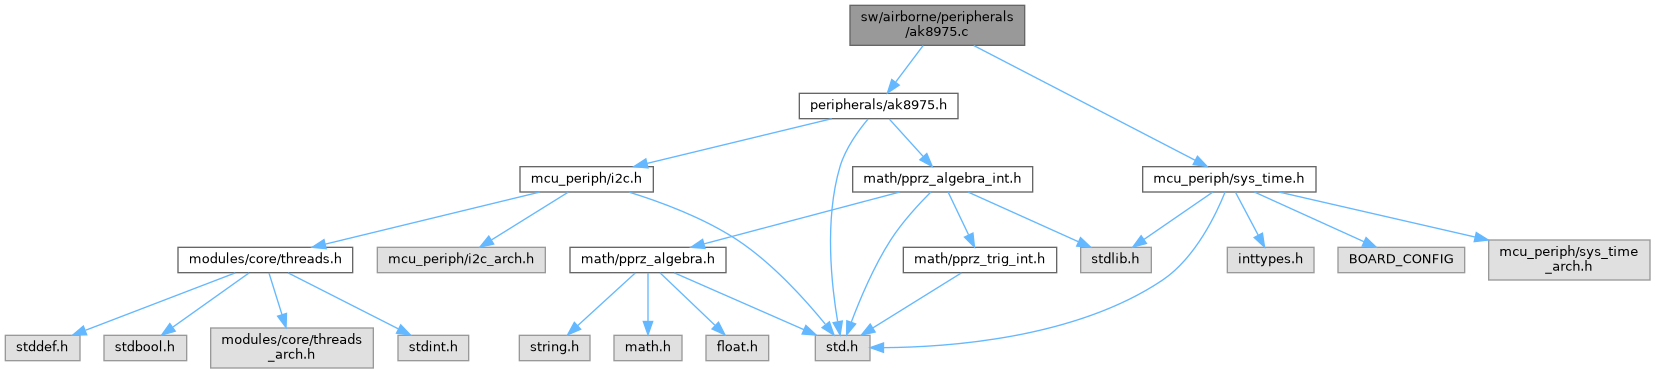 sw/airborne/peripherals
/ak8975.c
peripherals/ak8975.h
mcu_periph/i2c.h
math/pprz_algebra_int.h
mcu_periph/sys_time.h
modules/core/threads.h
mcu_periph/i2c_arch.h
math/pprz_algebra.h
math/pprz_trig_int.h
stdlib.h
inttypes.h
BOARD_CONFIG
mcu_periph/sys_time
_arch.h
stddef.h
stdbool.h
modules/core/threads
_arch.h
stdint.h
string.h
math.h
float.h
std.h